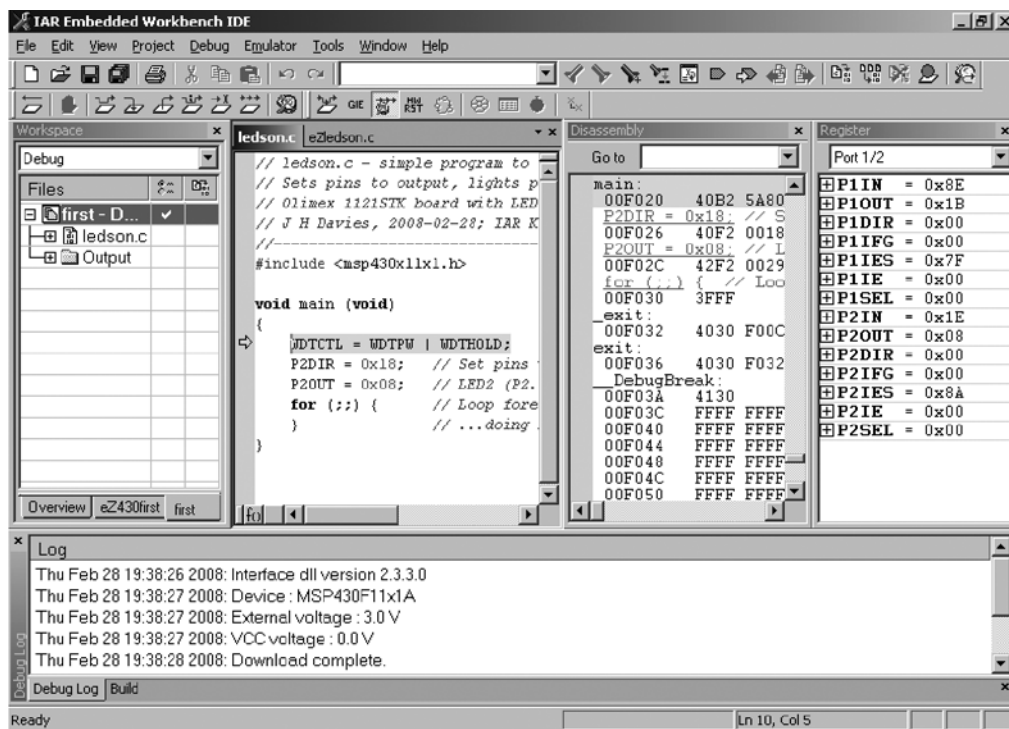 IAR Embedded Workbench IDE
File Edit View Project Debug Emulator Tools Window Help
GIE
RST
Workspace
Debug
Files
first - D...
ledson.c
Output
Overview eZ430first first
ledson.c eZledson.c
// ledson.c - simple program to
// Sets pins to output, lights p
// Olimex 1121STK board with LED
// J H Davies, 2008-02-28; IAR K
//
#include <msp430x11x1.h>
void main (void)
{
WDTCTL = WDTPW | WDTHOLD;
P2DIR = 0x18; // Set pins
P2OUT = 0x08; // LED2 (P2.
for (;;) { // Loop fore
} // ...doing
}
Disassembly
Go to
main:
00F020 40B2 5A80
P2DIR = 0x18; // S
00F026 40F2 0018
P2OUT = 0x08; // L
00F02C 42F2 0029
for (;;) { // Loo
00F030 3FFF
_exit:
00F032 4030 F00C
exit:
00F036 4030 F032
__DebugBreak:
00F03A 4130
00F03C FFFF FFFF
00F040 FFFF FFFF
00F044 FFFF FFFF
00F048 FFFF FFFF
00F04C FFFF FFFF
00F050 FFFF FFFF
Register
Port 1/2
P1IN = 0x8E
P1OUT = 0x1B
P1DIR = 0x00
P1IFG = 0x00
P1IES = 0x7F
P1IE = 0x00
P1SEL = 0x00
P2IN = 0x1E
P2OUT = 0x08
P2DIR = 0x00
P2IFG = 0x00
P2IES = 0x8A
P2IE = 0x00
P2SEL = 0x00
Log
Thu Feb 28 19:38:26 2008: Interface dll version 2.3.3.0
Thu Feb 28 19:38:27 2008: Device : MSP430F11x1A
Thu Feb 28 19:38:27 2008: External voltage : 3.0 V
Thu Feb 28 19:38:27 2008: VCC voltage : 0.0 V
Thu Feb 28 19:38:28 2008: Download complete.
Debug Log
Debug Log Build
Ready
Ln 10, Col 5